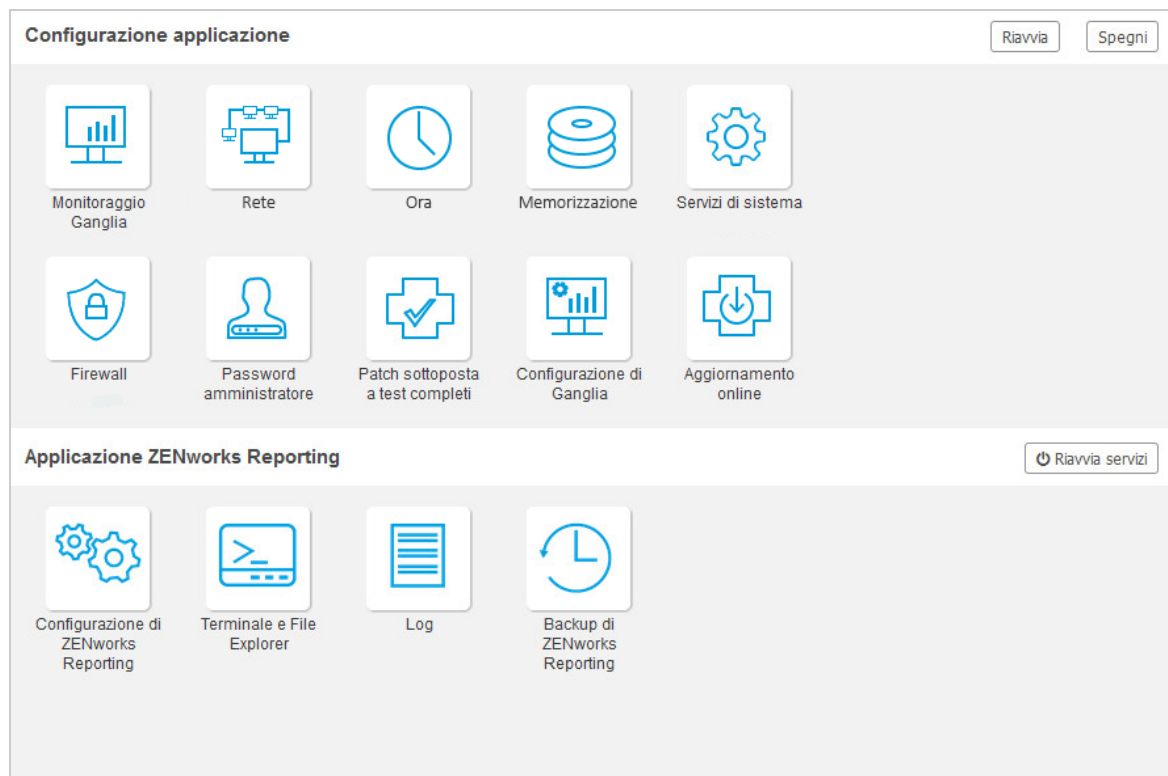 Configurazione applicazione
Riavvia
Spegni
Monitoraggio
Ganglia
Rete
Ora
Memorizzazione
Servizi di sistema
Firewall
Password
amministratore
Patch sottoposta
a test completi
Configurazione di
Ganglia
Aggiornamento
online
Applicazione ZENworks Reporting
Riavvia servizi
Configurazione di
ZENworks
Reporting
Terminale e File
Explorer
Log
Backup di
ZENworks
Reporting